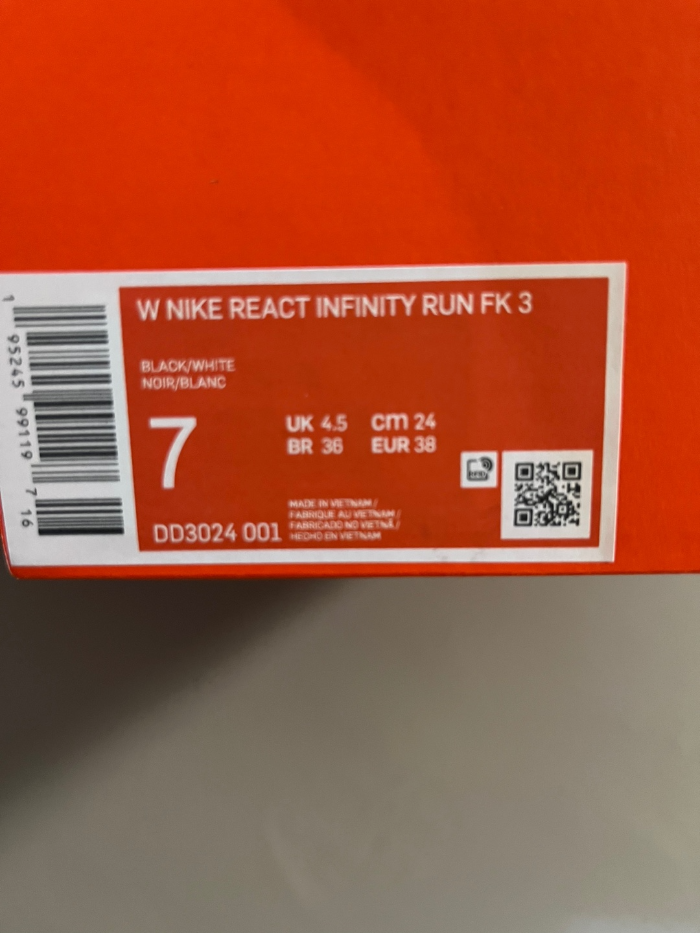 W NIKE REACT INFINITY RUN FK 3
BLACK/WHITE
NOIR/BLANC
7
UK 4.5 cm 24
BR 36 EUR 38
DD3024 001
MADE IN VIETNAM /
FABRIQUE AU VIETNAM /
FABRICADO NO VIETNÃ /
HECHO EN VIETNAM
1 95245 99119 7 16